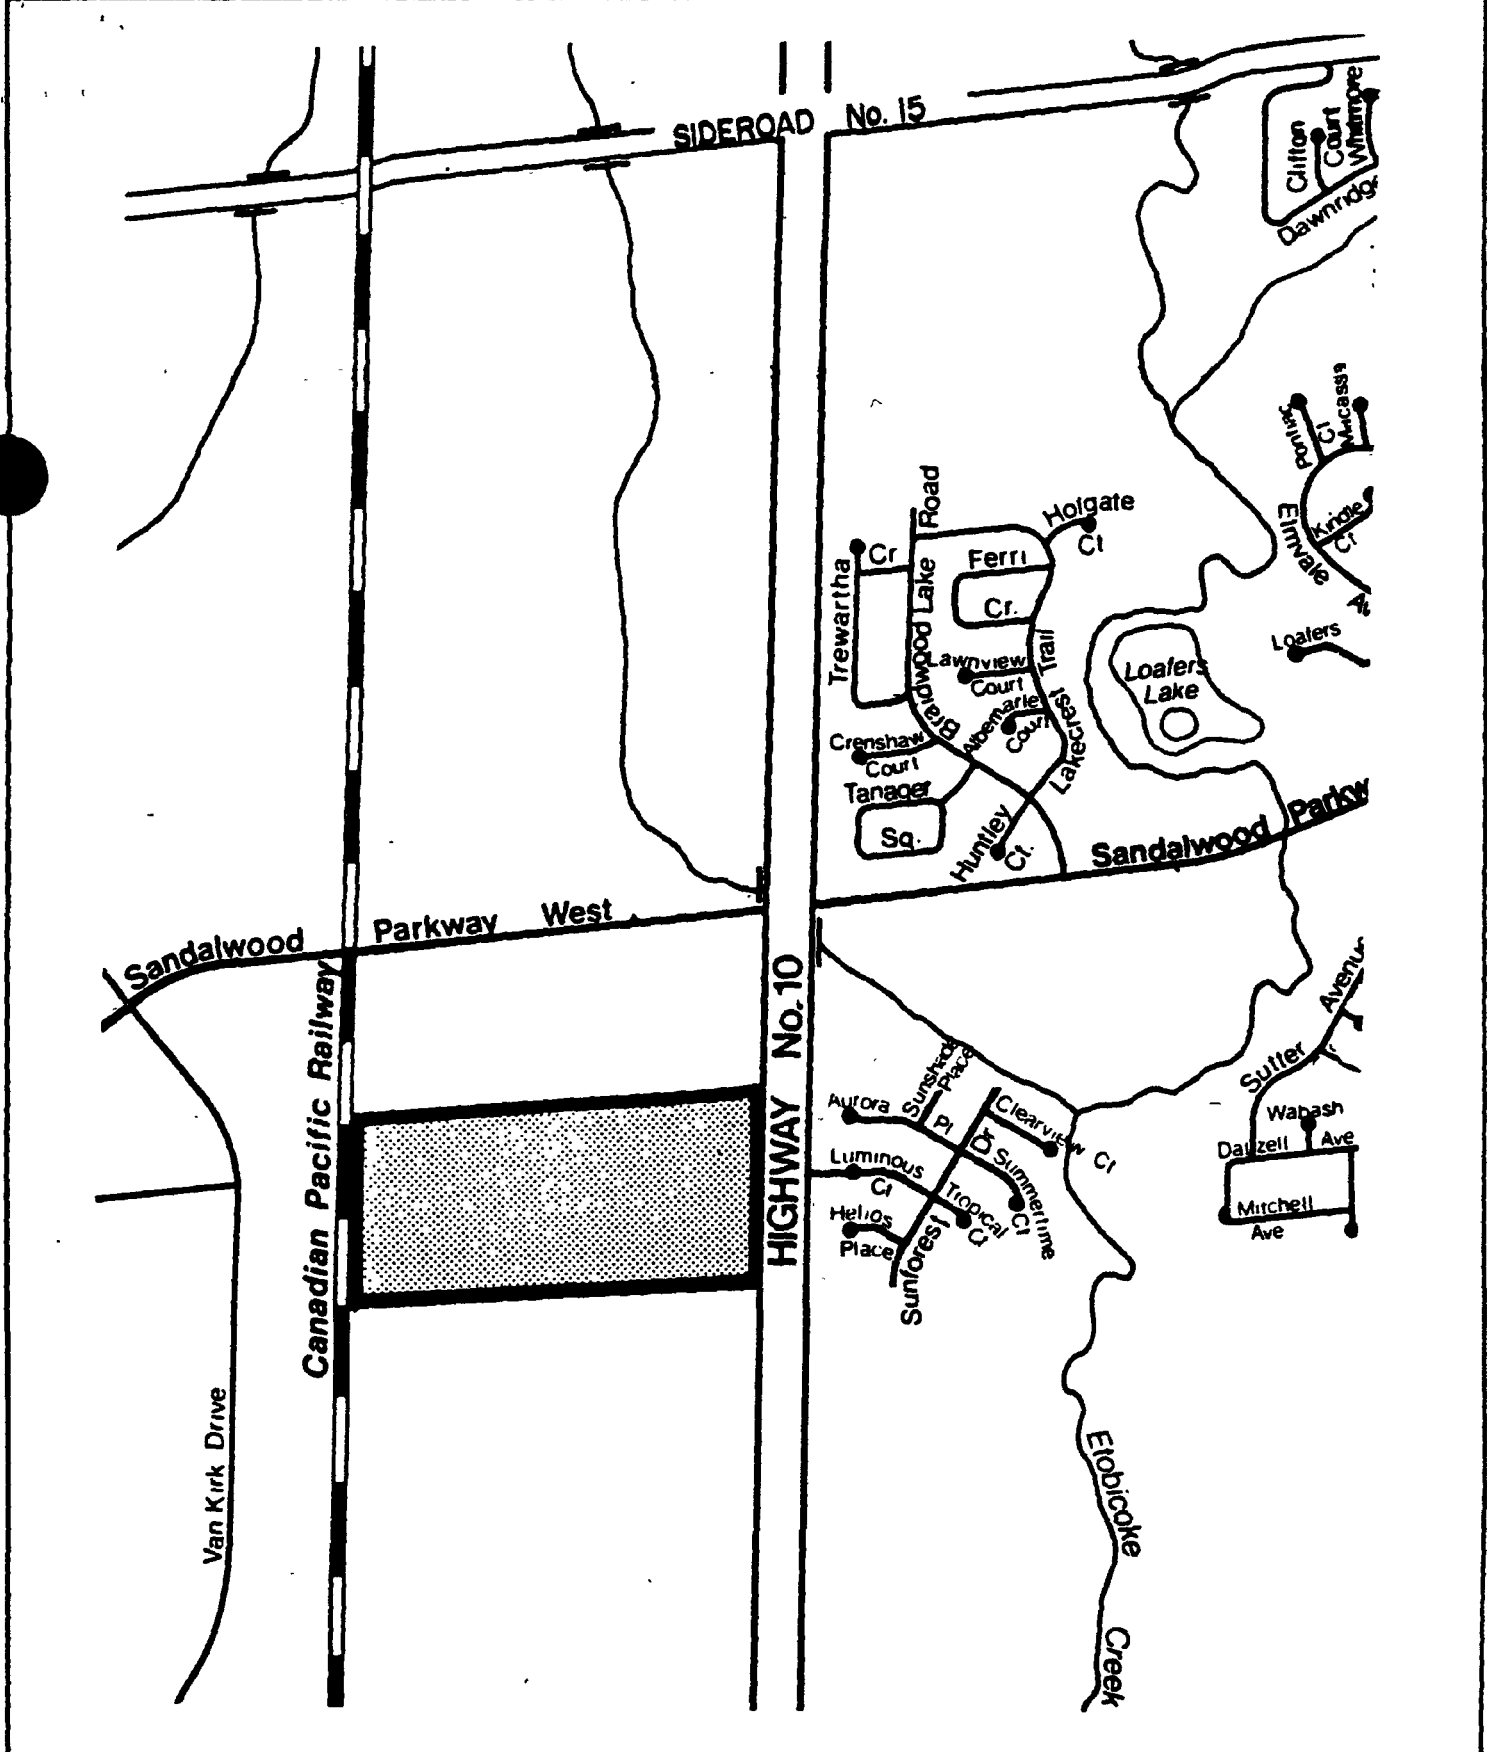 SIDEROAD No. 15
Clifton
Court
Whitmore
Pontiac
Ct
Elmvale
Kingle
Ct
Road
Holgate
Ct
Cr
Ferri
Cr.
Trewartha
Braidwood Lake
Lawnview
Court
Trail
Albemarle
Court
Lakecrest
Crenshaw
Court
Tanager
Sq.
Huntley
Ct.
Loafers
Loafers
Lake
Sandalwood
Sandalwood
Parkway West
Canadian Pacific Railway
HIGHWAY No. 10
Aurora
Pl
Sunshade
Place
Clearview Ct
Dr
Luminous
Ct
Summertime
Ct
Tropical
Ct
Helios
Place
Sunforest
Sutter
Wabash
Dalzell Ave
Mitchell
Ave
Van Kirk Drive
Etobicoke
Creek